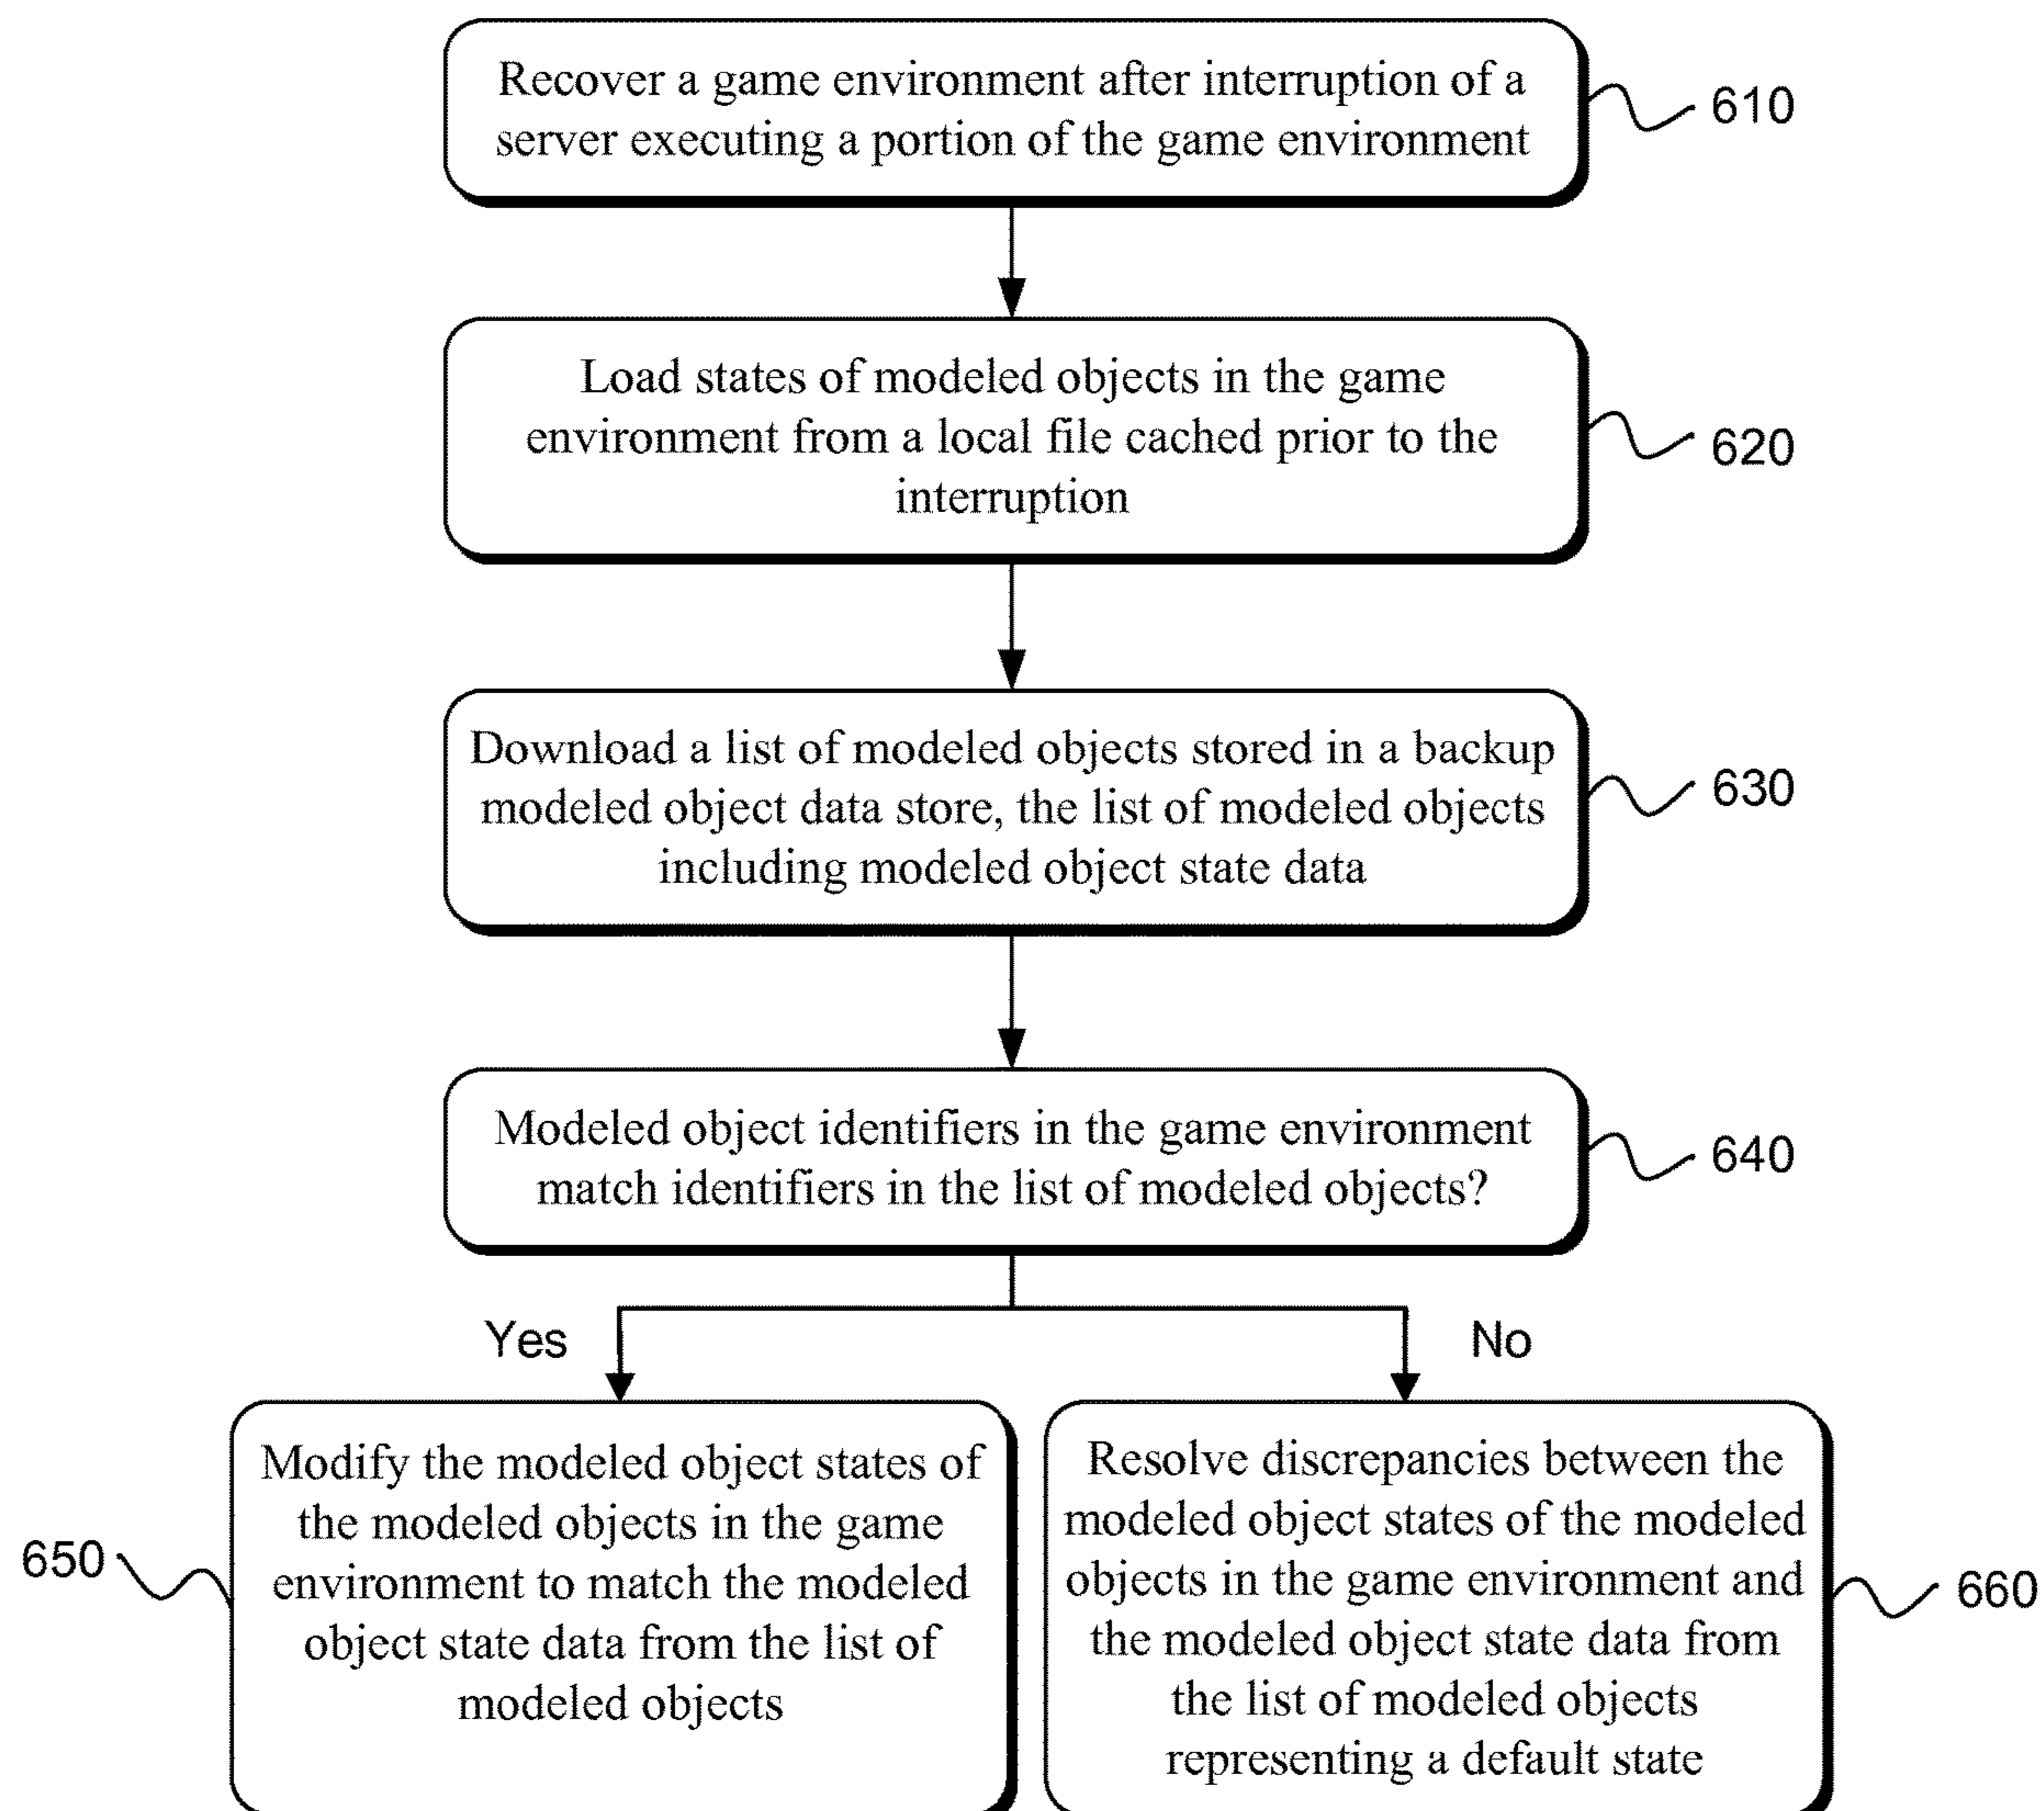 Recover a game environment after interruption of a
server executing a portion of the game environment
610
Load states of modeled objects in the game
environment from a local file cached prior to the
interruption
620
Download a list of modeled objects stored in a backup
modeled object data store, the list of modeled objects
including modeled object state data
630
Modeled object identifiers in the game environment
match identifiers in the list of modeled objects?
640
Yes
No
Modify the modeled object states of
the modeled objects in the game
environment to match the modeled
object state data from the list of
modeled objects
650
Resolve discrepancies between the
modeled object states of the modeled
objects in the game environment and
the modeled object state data from
the list of modeled objects
representing a default state
660